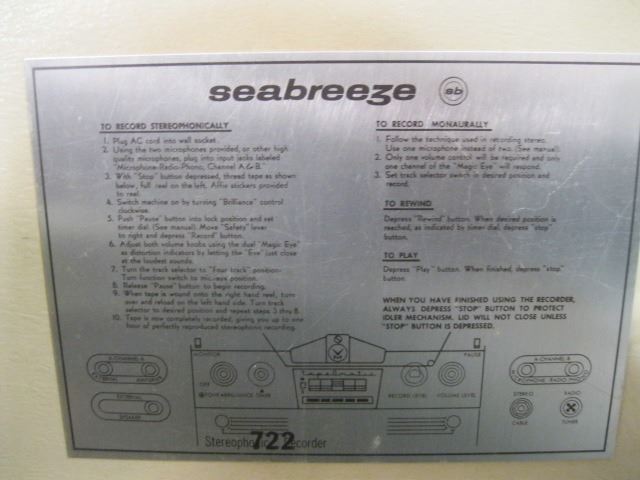 seabreeze sb
TO RECORD STEREOPHONICALLY
1. Plug AC cord into wall socket.
2. Using the two microphones provided, or other high
quality microphones, plug into input jacks labeled
"Microphone-Radio-Phono, Channel A & B."
3. With "Stop" button depressed, thread tape as shown
below, full reel on the left. Affix stickers provided
to reel.
4. Switch machine on by turning "Brilliance" control
clockwise.
5. Push "Pause" button into lock position and set
timer dial. (See manual). Move "Safety" lever
to right and depress "Record" button.
6. Adjust both volume knobs using the dual "Magic Eye"
as distortion indicators by letting the "Eye" just close
at the loudest sounds.
7. Turn the track selector to "Four track" position.
Turn function switch to position.
8. Release "Pause" button to begin recording.
9. When tape is wound onto the right hand reel, turn
over and reload on the left hand side. Turn track
selector to desired position and repeat steps 3 thru 8.
10. Tape is now completely recorded, giving you up to one
hour of perfectly reproduced stereophonic recording.
TO RECORD MONAURALLY
1. Follow the technique used in recording stereo.
Use one microphone instead of two. (See manual).
2. Only one volume control will be required and only
one channel of the "Magic Eye" will respond.
3. Set track selector switch in desired position and
record.
TO REWIND
Depress "Rewind" button. When desired position is
reached, as indicated by timer dial, depress "stop"
button.
TO PLAY
Depress "Play" button. When finished, depress "stop"
button.
WHEN YOU HAVE FINISHED USING THE RECORDER,
ALWAYS DEPRESS "STOP" BUTTON TO PROTECT
IDLER MECHANISM. LID WILL NOT CLOSE UNLESS
"STOP" BUTTON IS DEPRESSED.
MONITOR
PAUSE
tapeomatic
B-CHANNEL-A
EXTERNAL AMPLIFIER
EXTERNAL
SPEAKER
OFF
POWER BRILLIANCE TIMER
RECORD LEVEL VOLUME LEVEL
A-CHANNEL B
MICROPHONE RADIO PHONO
STEREO
CABLE
RADIO
TUNER
Stereophonic Recorder
722